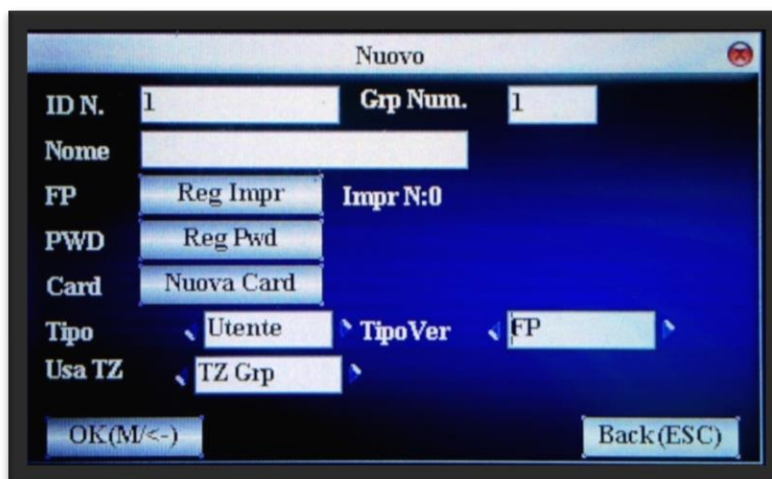 Nuovo
ID N. 1 Grp Num. 1
Nome
FP Reg Impr Impr N:0
PWD Reg Pwd
Card Nuova Card
Tipo Utente TipoVer FP
Usa TZ TZ Grp
OK(M/<-) Back(ESC)